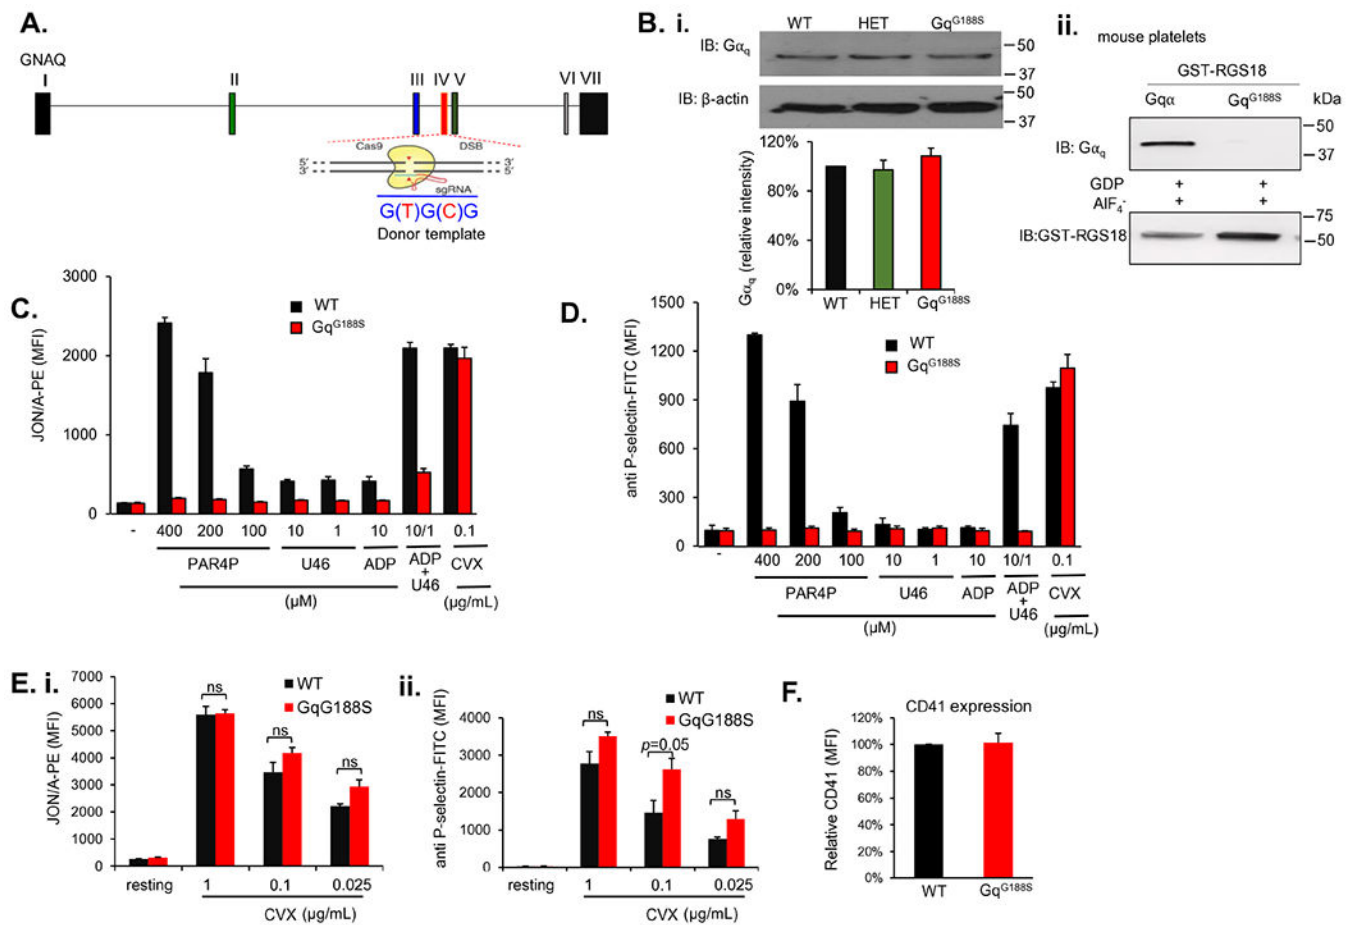 A.
GNAQ
I II III IV V VI VII
Cas9 DSB
5' 5'
3' 3'
sgRNA
G(T)G(C)G
Donor template
B. i.
WT HET Gq^G188S
IB: Gαq
50
37
IB: β-actin
50
37
Gαq (relative intensity)
120%
80%
40%
0%
WT HET Gq^G188S
ii.
mouse platelets
GST-RGS18
Gqα Gq^G188S kDa
IB: Gαq
50
37
GDP + +
AlF4- + +
IB:GST-RGS18
75
50
C.
JON/A-PE (MFI)
3000
2000
1000
0
WT
Gq^G188S
- 400 200 100 10 1 10 10/1 0.1
PAR4P U46 ADP ADP + U46 CVX
(µM) (µg/mL)
D.
anti P-selectin-FITC (MFI)
1500
1200
900
600
300
0
WT
Gq^G188S
- 400 200 100 10 1 10 10/1 0.1
PAR4P U46 ADP ADP + U46 CVX
(µM) (µg/mL)
E. i.
JON/A-PE (MFI)
7000
6000
5000
4000
3000
2000
1000
0
WT
GqG188S
ns
ns
ns
resting 1 0.1 0.025
CVX (µg/mL)
ii.
anti P-selectin-FITC (MFI)
4000
3000
2000
1000
0
WT
GqG188S
ns
p=0.05
ns
resting 1 0.1 0.025
CVX (µg/mL)
F.
CD41 expression
Relative CD41 (MFI)
120%
100%
80%
60%
40%
20%
0%
WT Gq^G188S